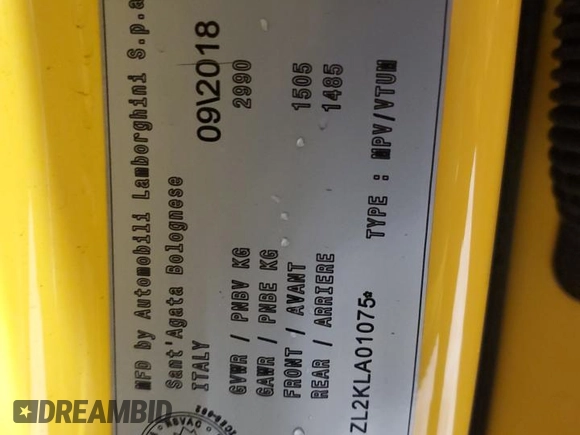 MFD by Automobili Lamborghini S.p.a
Sant'Agata Bolognese
ITALY 09\2018
GVWR / PNBV KG 2990
GAWR / PNBE KG
FRONT / AVANT 1505
REAR / ARRIERE 1485
TYPE : MPV/VTUM
ZL2KLA01075*
DREAMBID